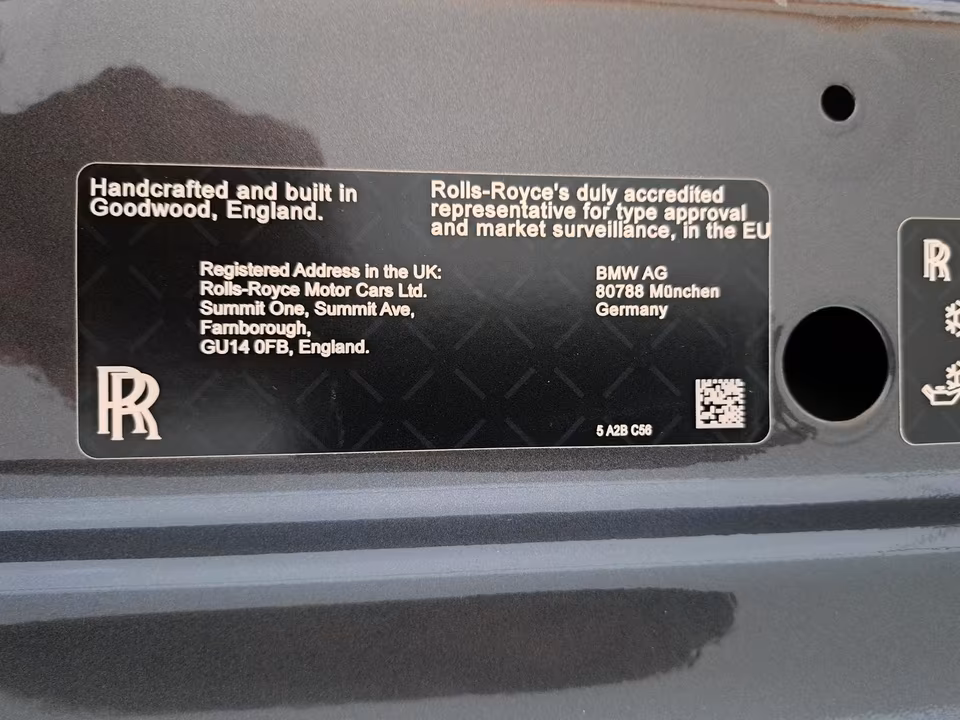 Handcrafted and built in
Goodwood, England.
Rolls-Royce's duly accredited
representative for type approval
and market surveillance, in the EU
Registered Address in the UK:
Rolls-Royce Motor Cars Ltd.
Summit One, Summit Ave,
Farnborough,
GU14 0FB, England.
BMW AG
80788 München
Germany
RR
5 A2B C56
RR